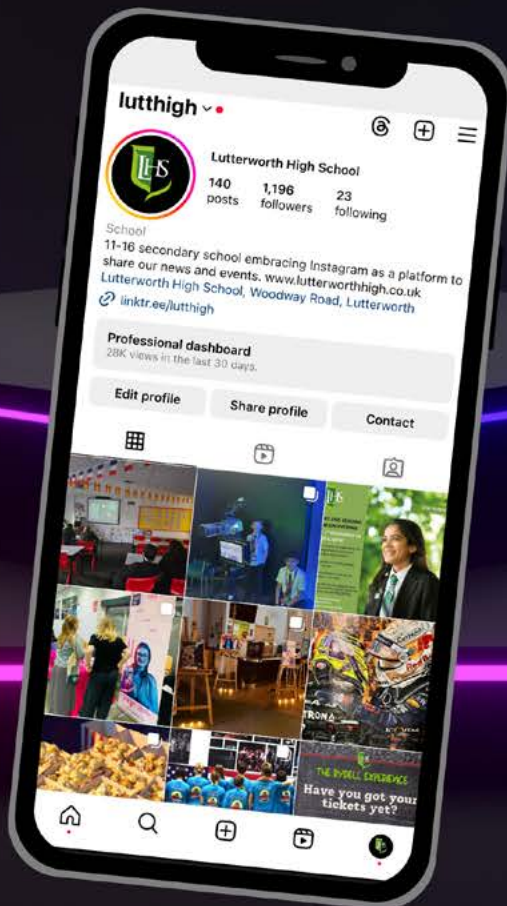 lutthigh
LHS
Lutterworth High School
140 1,196 23
posts followers following
School
11-16 secondary school embracing Instagram as a platform to
share our news and events. www.lutterworthhigh.co.uk
Lutterworth High School, Woodway Road, Lutterworth
linktr.ee/lutthigh
Professional dashboard
28K views in the last 30 days.
Edit profile Share profile Contact
LHS
TRONA
THE RYDELL EXPERIENCE
Have you got your
tickets yet?